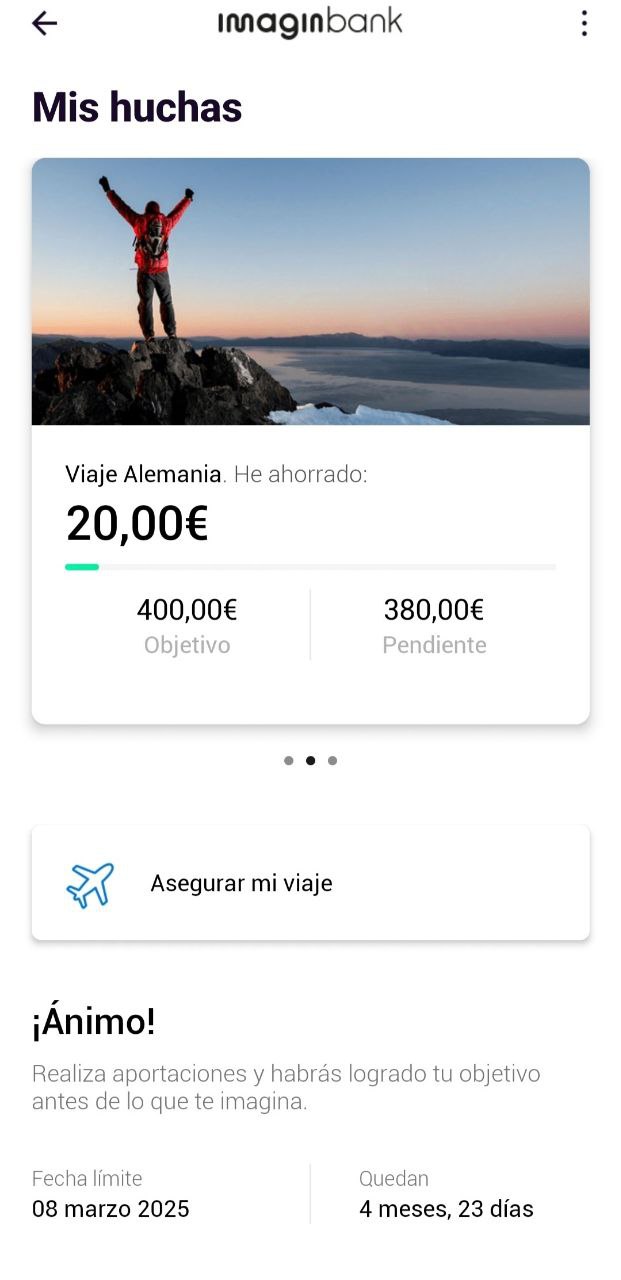 imaginbank
Mis huchas
Viaje Alemania. He ahorrado:
20,00€
400,00€
Objetivo
380,00€
Pendiente
Asegurar mi viaje
¡Ánimo!
Realiza aportaciones y habrás logrado tu objetivo
antes de lo que te imagina.
Fecha límite
08 marzo 2025
Quedan
4 meses, 23 días